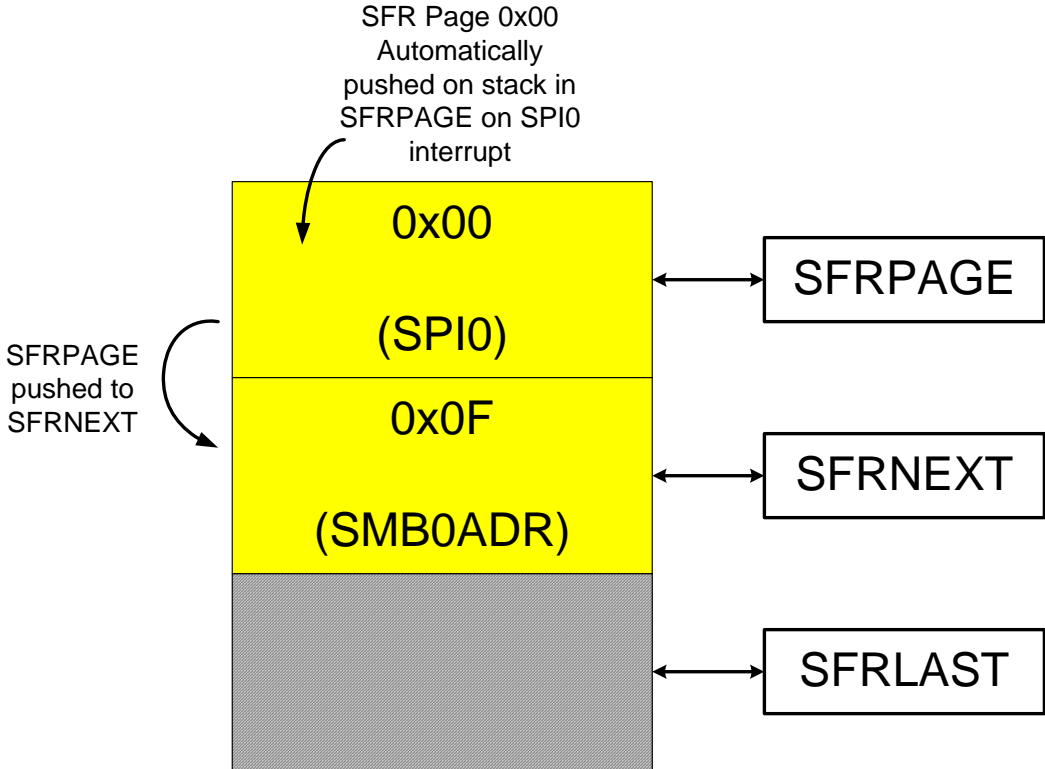 SFR Page 0x00
Automatically
pushed on stack in
SFRPAGE on SPI0
interrupt
0x00
(SPI0)
SFRPAGE
SFRPAGE
pushed to
SFRNEXT
0x0F
(SMB0ADR)
SFRNEXT
SFRLAST